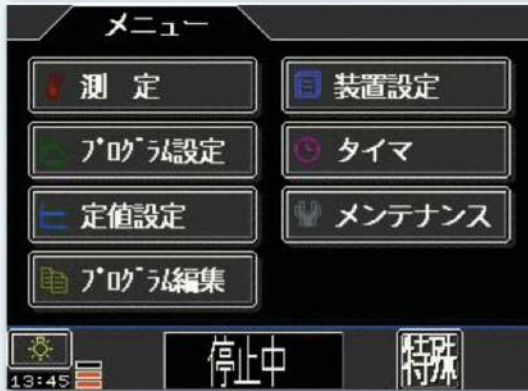 メニュー
測 定
装置設定
プログラム設定
タイマ
定値設定
メンテナンス
プログラム編集
13:45
停止中
特殊